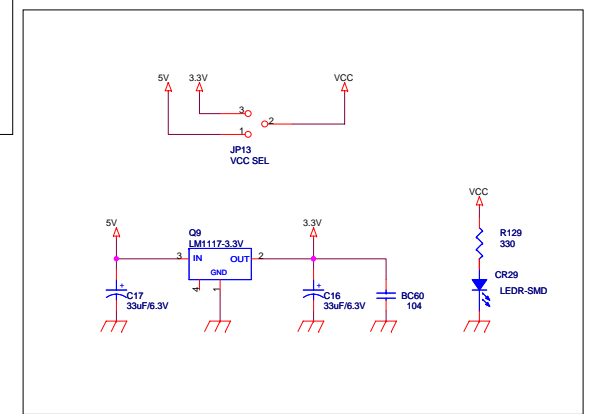 5V 3.3V VCC
3
2
1
JP13
VCC SEL
VCC
5V
Q9
LM1117-3.3V
3.3V
R129
330
3 IN OUT 2
GND
4 1
CR29
LEDR-SMD
+
C17
33uF/6.3V
+
C16
33uF/6.3V
BC60
104